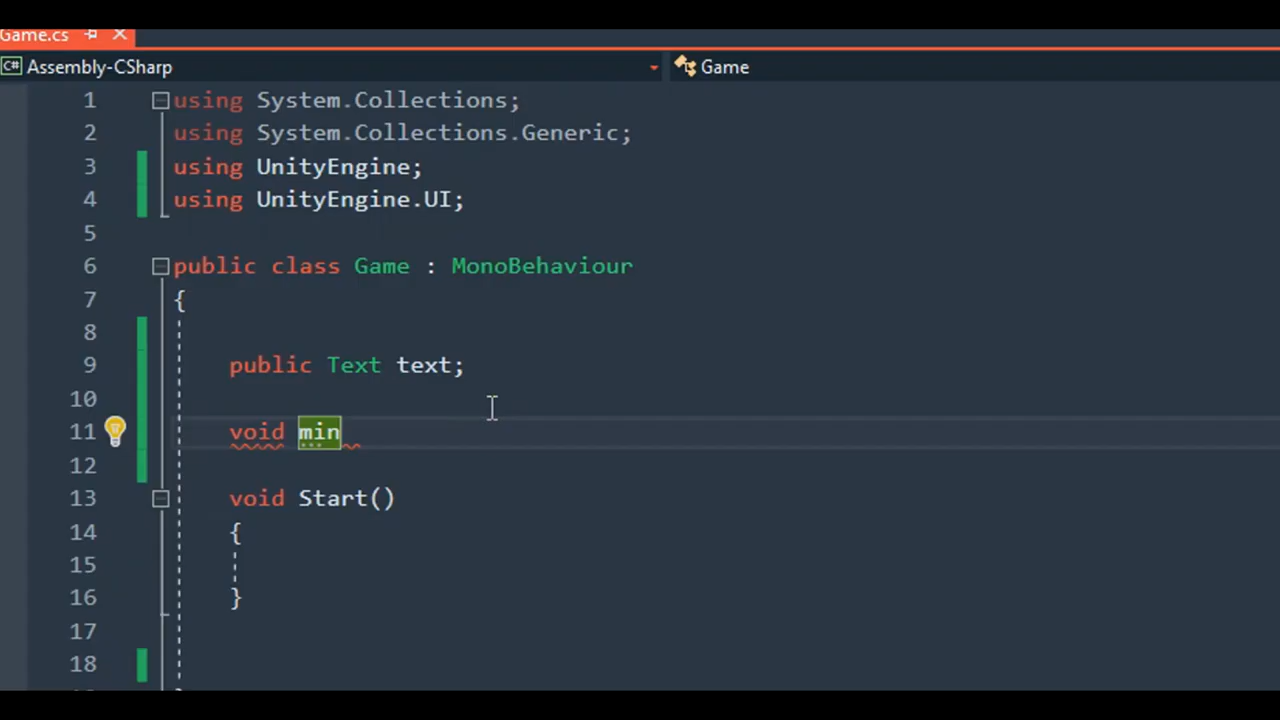 Game.cs
C# Assembly-CSharp Game
1 using System.Collections;
2 using System.Collections.Generic;
3 using UnityEngine;
4 using UnityEngine.UI;
5
6 public class Game : MonoBehaviour
7 {
8
9 public Text text;
10
11 void min
12
13 void Start()
14 {
15
16 }
17
18